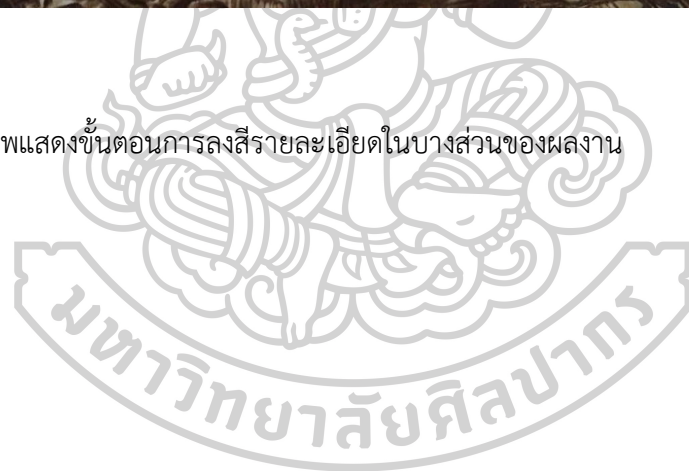 พแสดงขั้นตอนการลงสีรายละเอียดในบางส่วนของผลงาน
มหาวิทยาลัยศิลปากร